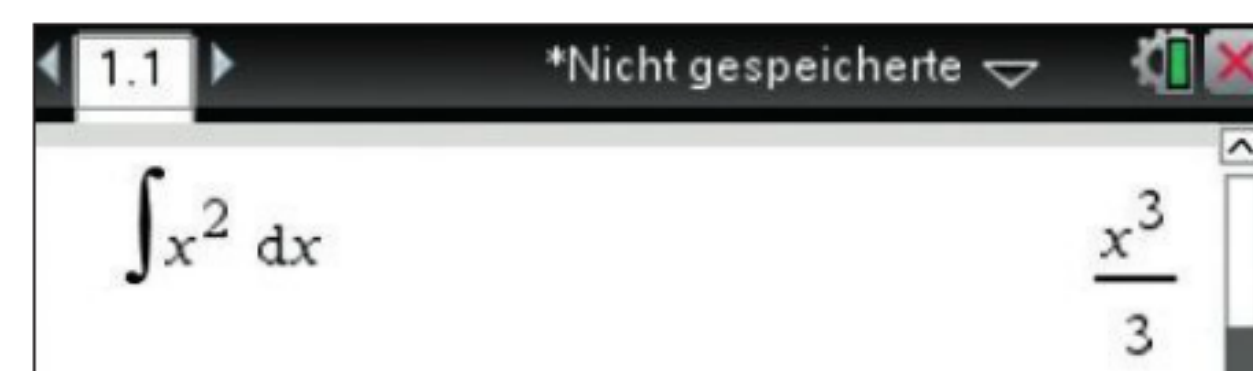 1.1 *Nicht gespeicherte
∫x² dx x³/3